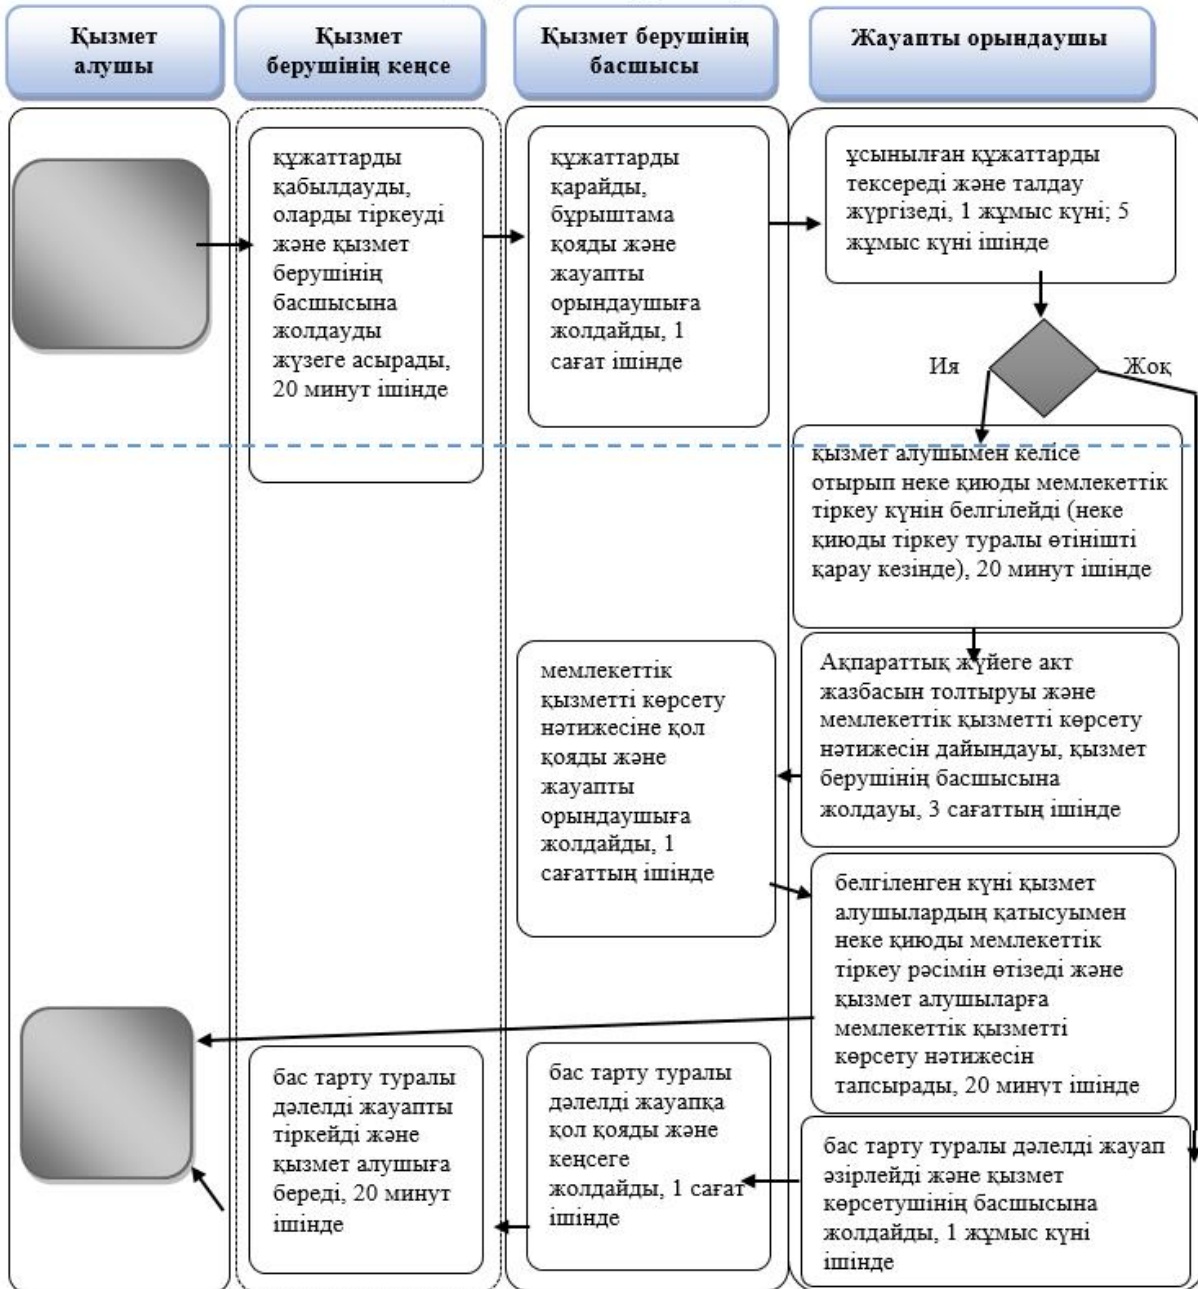 Қызмет
алушы
Қызмет
берушінің кеңсе
Қызмет берушінің
басшысы
Жауапты орындаушы
құжаттарды
қабылдауды,
оларды тіркеуді
және қызмет
берушінің
басшысына
жолдауды
жүзеге асырады,
20 минут ішінде
құжаттарды
қарайды,
бұрыштама
қояды және
жауапты
орындаушыға
жолдайды, 1
сағат ішінде
ұсынылған құжаттарды
тексереді және талдау
жүргізеді, 1 жұмыс күні; 5
жұмыс күні ішінде
Ия
Жоқ
қызмет алушымен келісе
отырып неке қиюды мемлекеттік
тіркеу күнін белгілейді (неке
қиюды тіркеу туралы өтінішті
қарау кезінде), 20 минут ішінде
Ақпараттық жүйеге акт
жазбасын толтыруы және
мемлекеттік қызметті көрсету
нәтижесін дайындауы, қызмет
берушінің басшысына
жолдауы, 3 сағаттың ішінде
мемлекеттік
қызметті көрсету
нәтижесіне қол
қояды және
жауапты
орындаушыға
жолдайды, 1
сағаттың ішінде
белгіленген күні қызмет
алушылардың қатысуымен
неке қиюды мемлекеттік
тіркеу рәсімін өтізеді және
қызмет алушыларға
мемлекеттік қызметті
көрсету нәтижесін
тапсырады, 20 минут ішінде
бас тарту туралы
дәлелді жауапты
тіркейді және
қызмет алушыға
береді, 20 минут
ішінде
бас тарту туралы
дәлелді жауапқа
қол қояды және
кеңсеге
жолдайды, 1 сағат
ішінде
бас тарту туралы дәлелді жауап
әзірлейді және қызмет
көрсетушінің басшысына
жолдайды, 1 жұмыс күні
ішінде